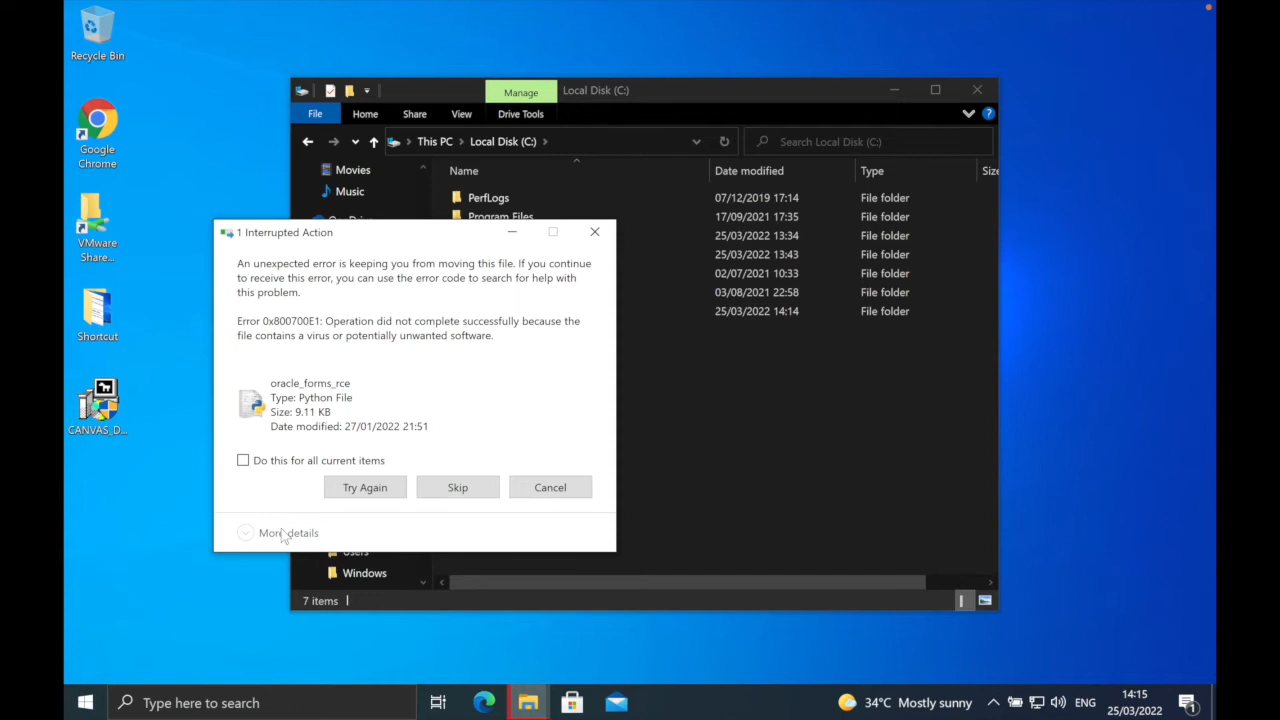 Recycle Bin
Google
Chrome
VMware
Share...
Shortcut
CANVAS_D...
Manage
Local Disk (C:)
File
Home
Share
View
Drive Tools
This PC
Local Disk (C:)
Search Local Disk (C:)
Movies
Music
Name
Date modified
Type
Size
PerfLogs
07/12/2019 17:14
File folder
Program Files
17/09/2021 17:35
File folder
25/03/2022 13:34
File folder
25/03/2022 13:43
File folder
02/07/2021 10:33
File folder
03/08/2021 22:58
File folder
25/03/2022 14:14
File folder
1 Interrupted Action
An unexpected error is keeping you from moving this file. If you continue
to receive this error, you can use the error code to search for help with
this problem.
Error 0x800700E1: Operation did not complete successfully because the
file contains a virus or potentially unwanted software.
oracle_forms_rce
Type: Python File
Size: 9.11 KB
Date modified: 27/01/2022 21:51
Do this for all current items
Try Again
Skip
Cancel
More details
Users
Windows
7 items
Type here to search
34°C Mostly sunny
ENG
14:15
25/03/2022
1